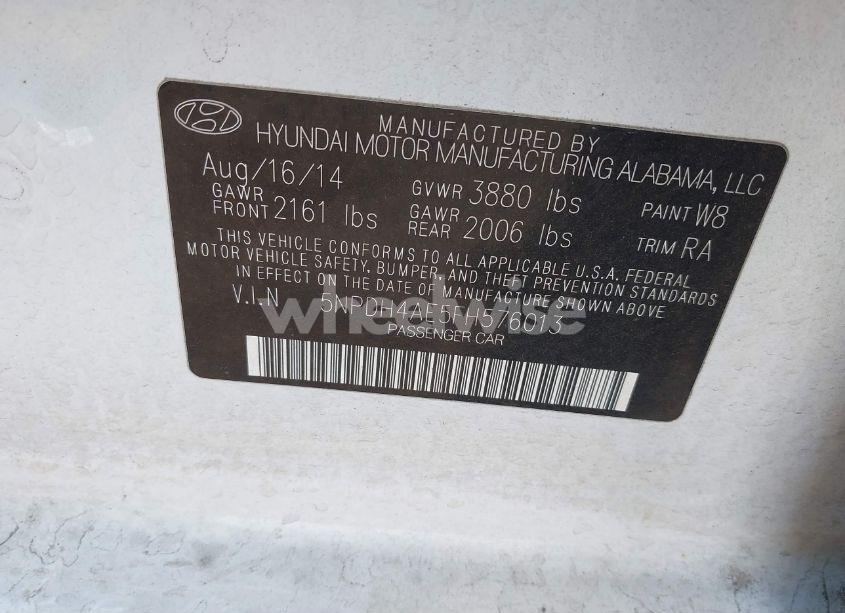 MANUFACTURED BY
HYUNDAI MOTOR MANUFACTURING ALABAMA, LLC
Aug/16/14 GVWR 3880 lbs PAINT W8
GAWR FRONT 2161 lbs GAWR REAR 2006 lbs TRIM RA
THIS VEHICLE CONFORMS TO ALL APPLICABLE U.S.A. FEDERAL
MOTOR VEHICLE SAFETY, BUMPER, AND THEFT PREVENTION STANDARDS
IN EFFECT ON THE DATE OF MANUFACTURE SHOWN ABOVE.
V.I.N 5NPDH4AE5FH576013
PASSENGER CAR
wheelwise